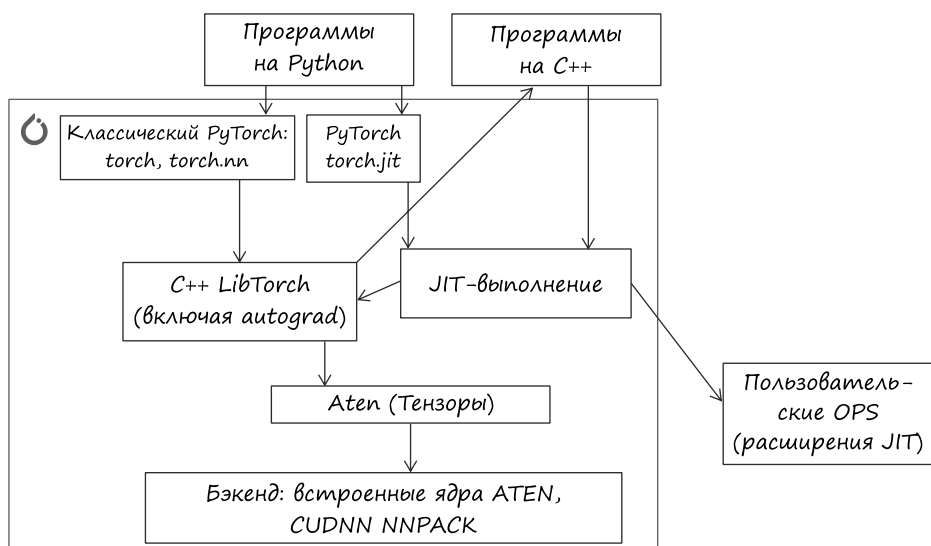 Программы
на Python
Программы
на C++
Классический PyTorch:
torch, torch.nn
PyTorch
torch.jit
C++ LibTorch
(включая autograd)
JIT-выполнение
Пользователь-
ские OPS
(расширения JIT)
Aten (Тензоры)
Бэкенд: встроенные ядра ATEN,
CUDNN NNPACK